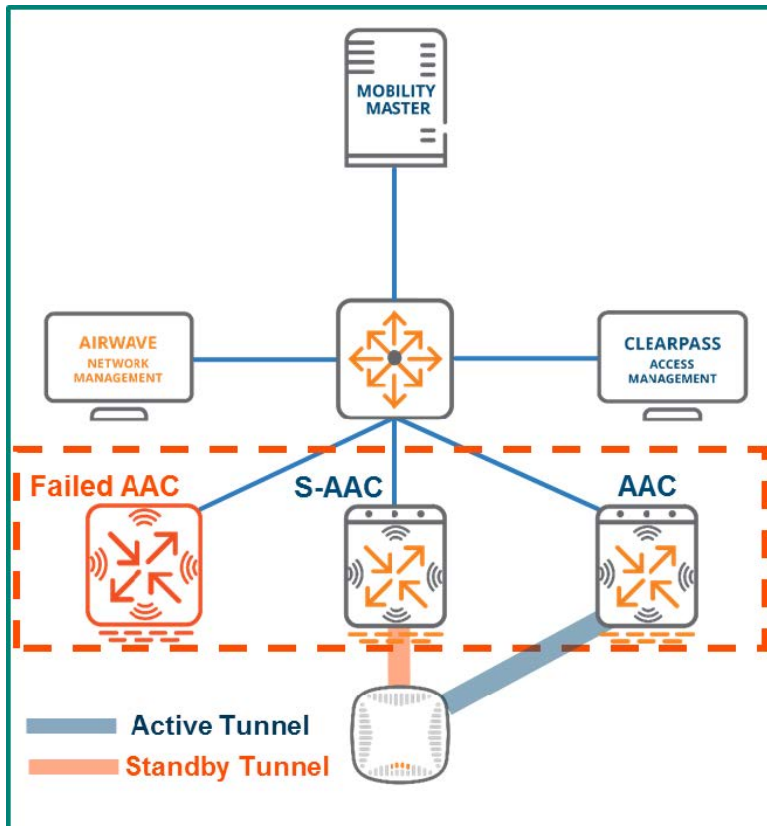 MOBILITY
MASTER
AIRWAVE
NETWORK
MANAGEMENT
CLEARPASS
ACCESS
MANAGEMENT
Failed AAC
S-AAC
AAC
Active Tunnel
Standby Tunnel